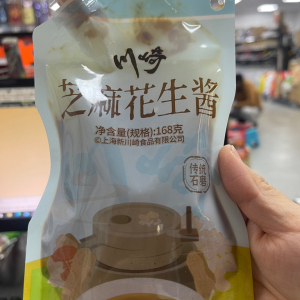 川崎
芝麻花生酱
净含量(规格):168克
©上海新川崎食品有限公司
传统
石磨